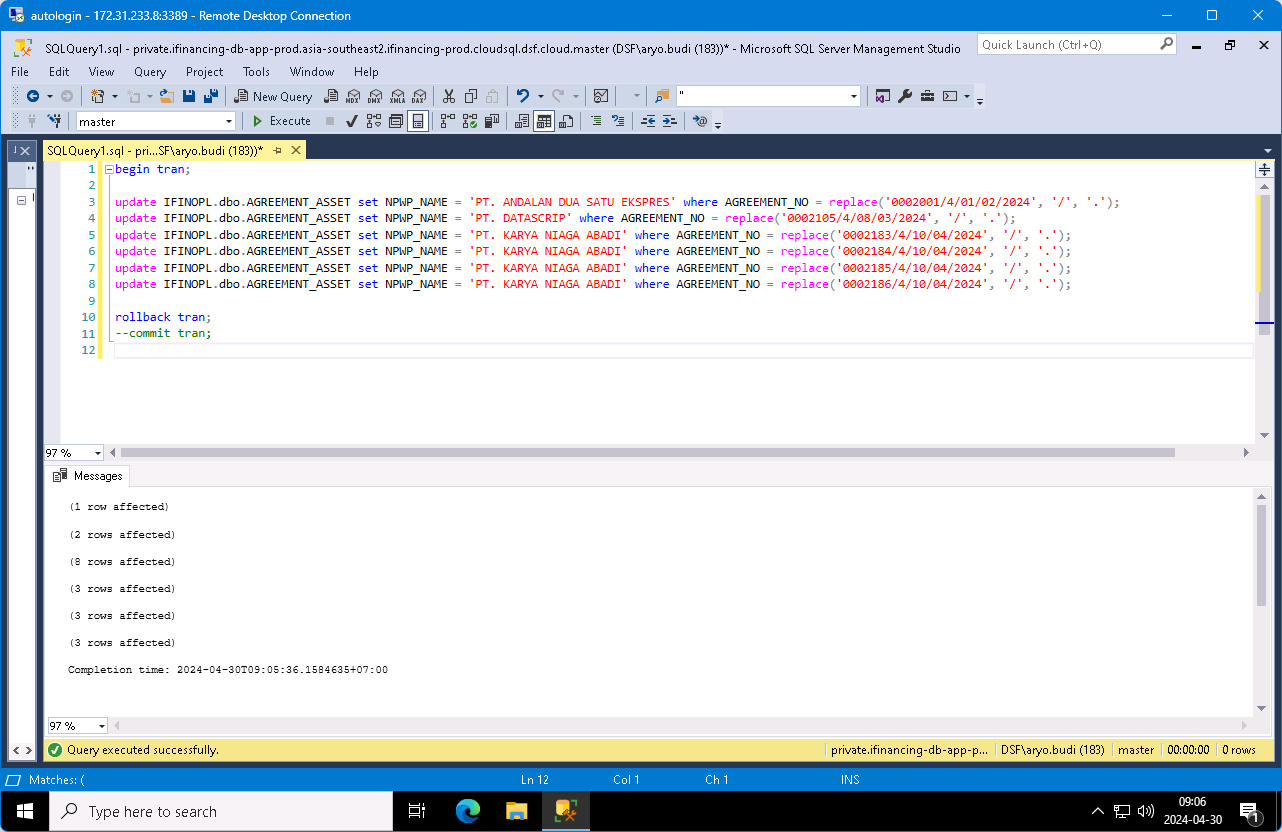 autologin - 172.31.233.8:3389 - Remote Desktop Connection
SQLQuery1.sql - private.ifinancing-db-app-prod.asia-southeast2.ifinancing-prod.cloudsql.dsf.cloud.master (DSF\aryo.budi (183))* - Microsoft SQL Server Management Studio
Quick Launch (Ctrl+Q)
File Edit View Query Project Tools Window Help
New Query MDX DMX XMLA DAX "
master Execute
SQLQuery1.sql - pri...SF\aryo.budi (183))*
1 begin tran;
2
3 update IFINOPL.dbo.AGREEMENT_ASSET set NPWP_NAME = 'PT. ANDALAN DUA SATU EKSPRES' where AGREEMENT_NO = replace('0002001/4/01/02/2024', '/', '.');
4 update IFINOPL.dbo.AGREEMENT_ASSET set NPWP_NAME = 'PT. DATASCRIP' where AGREEMENT_NO = replace('0002105/4/08/03/2024', '/', '.');
5 update IFINOPL.dbo.AGREEMENT_ASSET set NPWP_NAME = 'PT. KARYA NIAGA ABADI' where AGREEMENT_NO = replace('0002183/4/10/04/2024', '/', '.');
6 update IFINOPL.dbo.AGREEMENT_ASSET set NPWP_NAME = 'PT. KARYA NIAGA ABADI' where AGREEMENT_NO = replace('0002184/4/10/04/2024', '/', '.');
7 update IFINOPL.dbo.AGREEMENT_ASSET set NPWP_NAME = 'PT. KARYA NIAGA ABADI' where AGREEMENT_NO = replace('0002185/4/10/04/2024', '/', '.');
8 update IFINOPL.dbo.AGREEMENT_ASSET set NPWP_NAME = 'PT. KARYA NIAGA ABADI' where AGREEMENT_NO = replace('0002186/4/10/04/2024', '/', '.');
9
10 rollback tran;
11 --commit tran;
12
97 %
Messages
(1 row affected)
(2 rows affected)
(8 rows affected)
(3 rows affected)
(3 rows affected)
(3 rows affected)
Completion time: 2024-04-30T09:05:36.1584635+07:00
97 %
Query executed successfully. private.ifinancing-db-app-p... DSF\aryo.budi (183) master 00:00:00 0 rows
Matches: ( Ln 12 Col 1 Ch 1 INS
Type here to search
09:06
2024-04-30
1